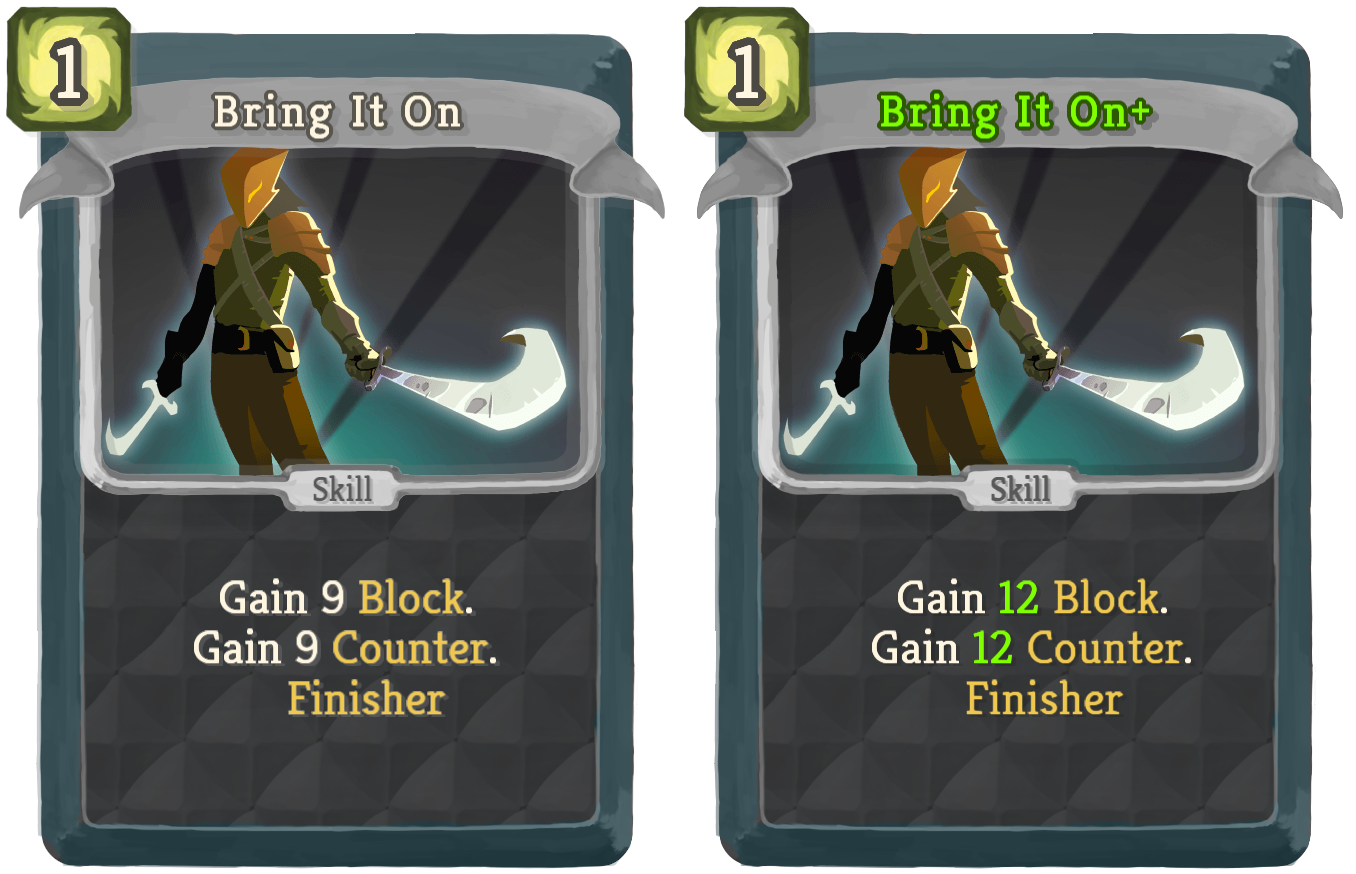 1
Bring It On
Skill
Gain 9 Block.
Gain 9 Counter.
Finisher
1
Bring It On+
Skill
Gain 12 Block.
Gain 12 Counter.
Finisher